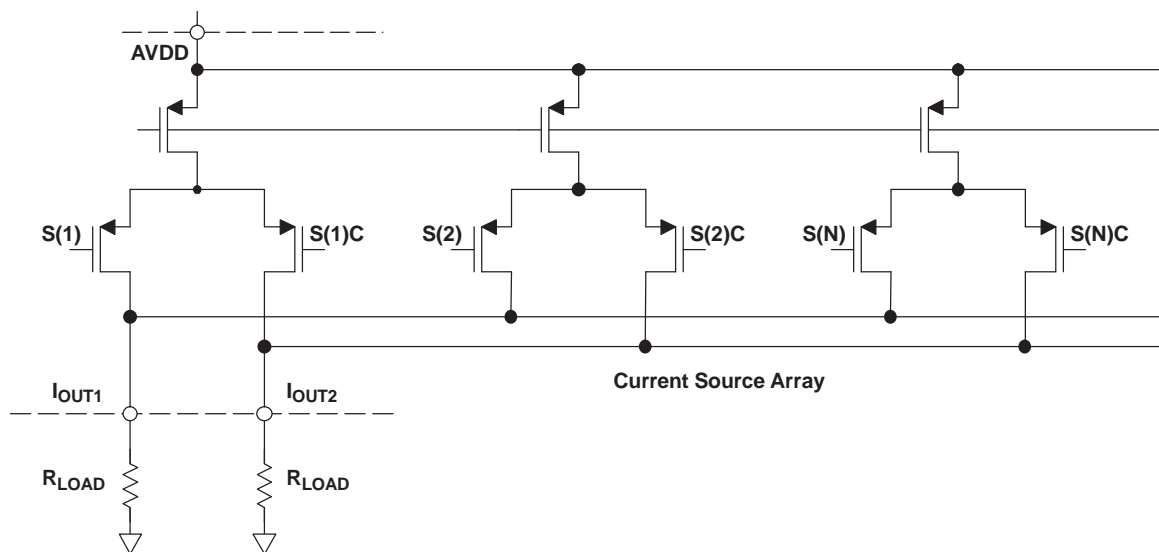 AVDD
S(1)
S(1)C
S(2)
S(2)C
S(N)
S(N)C
Current Source Array
IOUT1
IOUT2
RLOAD
RLOAD